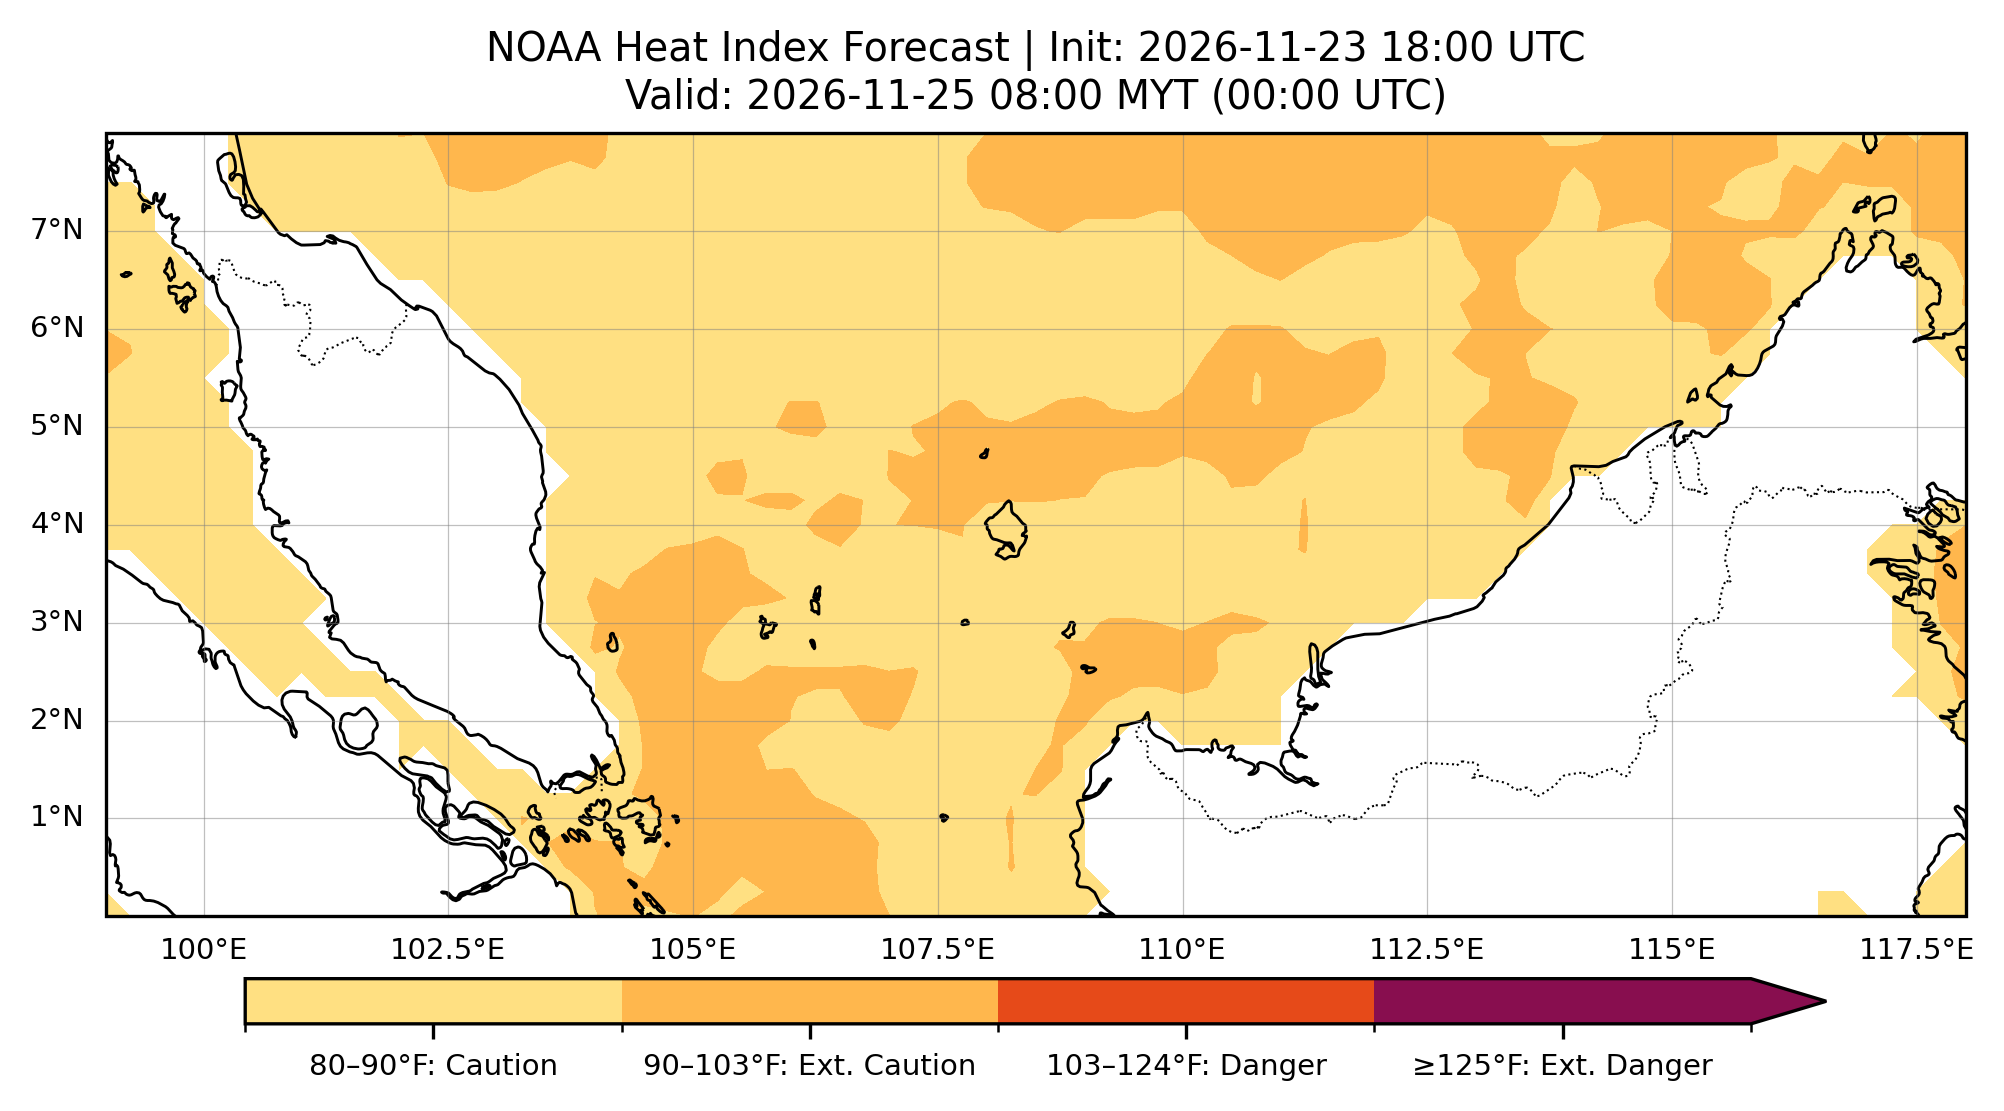 NOAA Heat Index Forecast | Init: 2026-11-23 18:00 UTC
Valid: 2026-11-25 08:00 MYT (00:00 UTC)
7°N
6°N
5°N
4°N
3°N
2°N
1°N
100°E 102.5°E 105°E 107.5°E 110°E 112.5°E 115°E 117.5°E
80–90°F: Caution 90–103°F: Ext. Caution 103–124°F: Danger ≥125°F: Ext. Danger